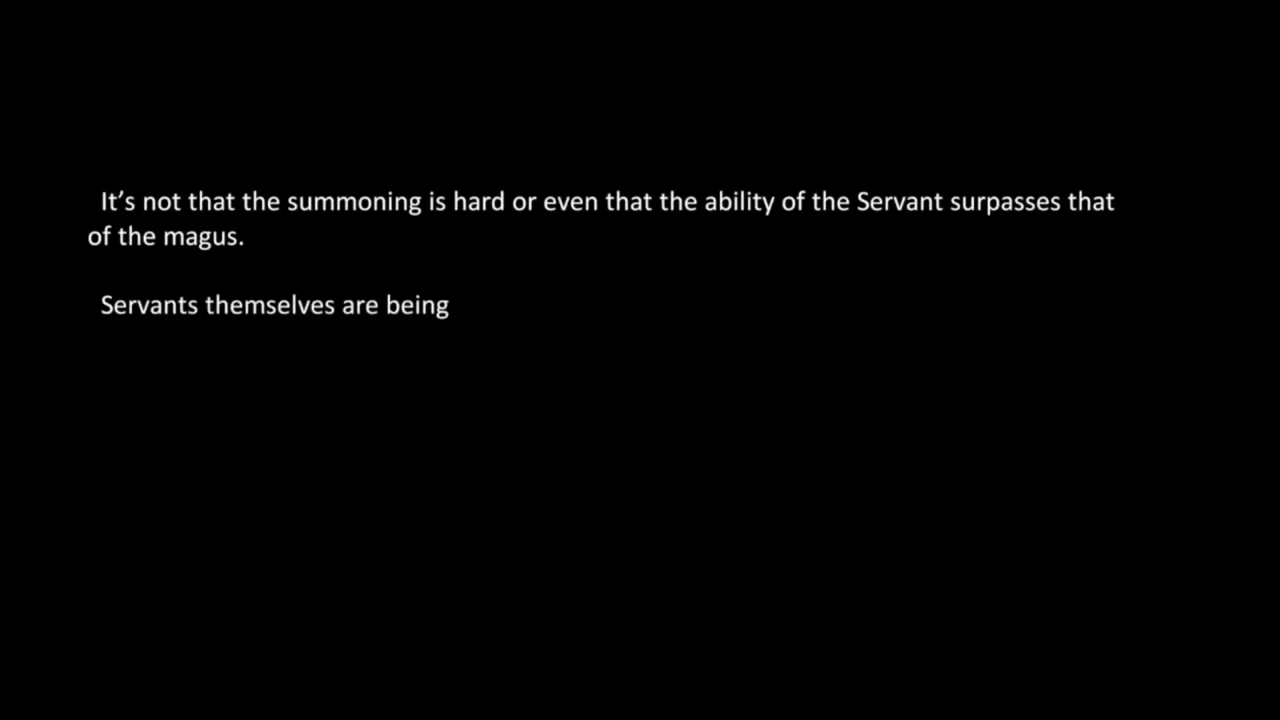 It’s not that the summoning is hard or even that the ability of the Servant surpasses that
of the magus.
Servants themselves are being